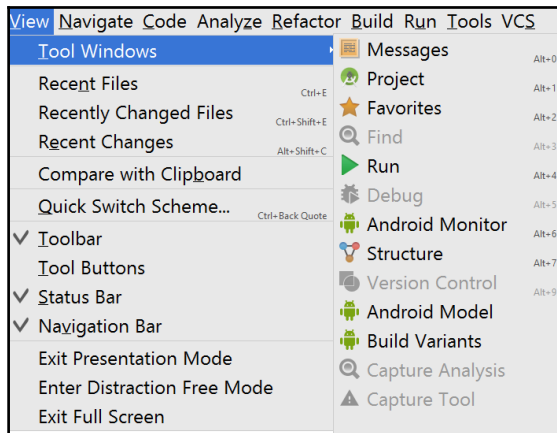 View Navigate Code Analyze Refactor Build Run Tools VCS
Tool Windows
Recent Files Ctrl+E
Recently Changed Files Ctrl+Shift+E
Recent Changes Alt+Shift+C
Compare with Clipboard
Quick Switch Scheme... Ctrl+Back Quote
Toolbar
Tool Buttons
Status Bar
Navigation Bar
Exit Presentation Mode
Enter Distraction Free Mode
Exit Full Screen
Messages Alt+0
Project Alt+1
Favorites Alt+2
Find Alt+3
Run Alt+4
Debug Alt+5
Android Monitor Alt+6
Structure Alt+7
Version Control Alt+9
Android Model
Build Variants
Capture Analysis
Capture Tool